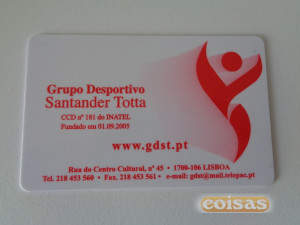 Grupo Desportivo
Santander Totta
CCD nº 181 do INATEL
Fundado em 01.09.2005
www.gdst.pt
Rua do Centro Cultural, nº 45 • 1700-106 LISBOA
Tel. 218 453 560 • Fax. 218 453 561 • e-mail: gdst@mail.telepac.pt
coisas